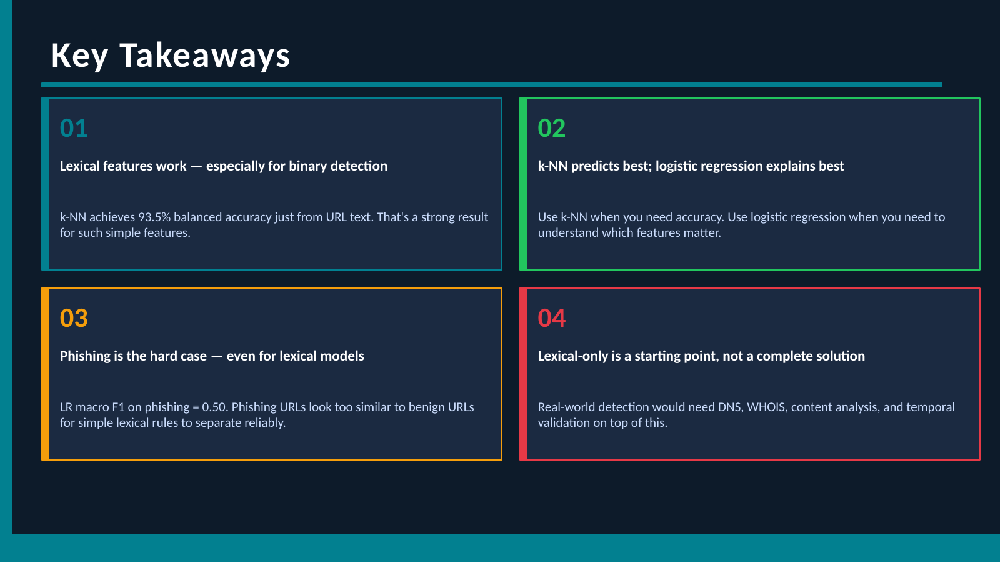 Key Takeaways
01
Lexical features work — especially for binary detection
k-NN achieves 93.5% balanced accuracy just from URL text. That's a strong result
for such simple features.
02
k-NN predicts best; logistic regression explains best
Use k-NN when you need accuracy. Use logistic regression when you need to
understand which features matter.
03
Phishing is the hard case — even for lexical models
LR macro F1 on phishing = 0.50. Phishing URLs look too similar to benign URLs
for simple lexical rules to separate reliably.
04
Lexical-only is a starting point, not a complete solution
Real-world detection would need DNS, WHOIS, content analysis, and temporal
validation on top of this.